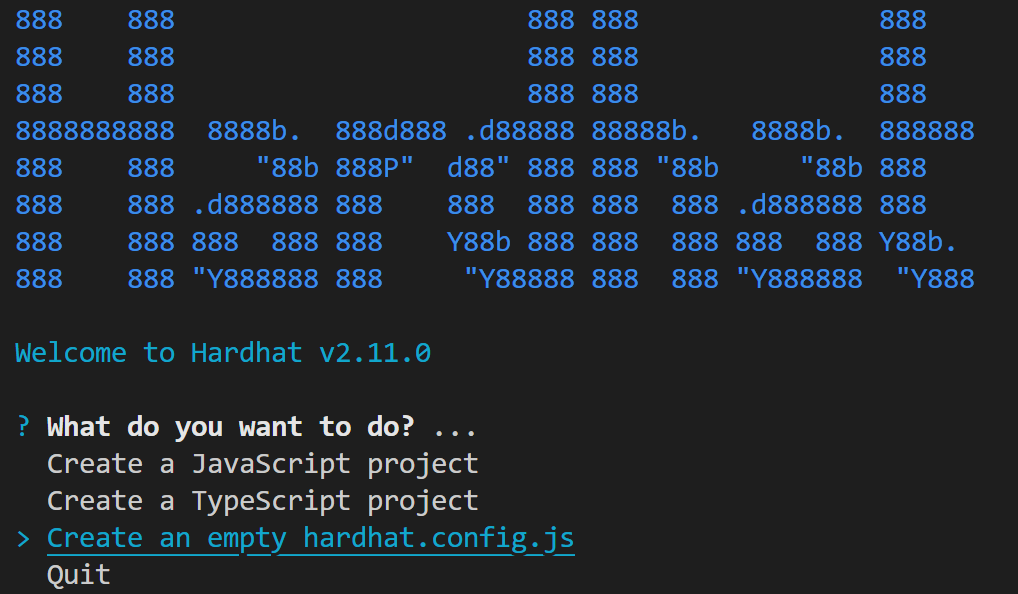 888    888                      888 888               888
888    888                      888 888               888
888    888                      888 888               888
8888888888  8888b.  888d888 .d88888 88888b.   8888b.  888888
888    888     "88b 888P"  d88" 888 888 "88b     "88b 888
888    888 .d888888 888    888  888 888  888 .d888888 888
888    888 888  888 888    Y88b 888 888  888 888  888 Y88b.
888    888 "Y888888 888     "Y88888 888  888 "Y888888  "Y888
Welcome to Hardhat v2.11.0
? What do you want to do? ...
Create a JavaScript project
Create a TypeScript project
> Create an empty hardhat.config.js
Quit